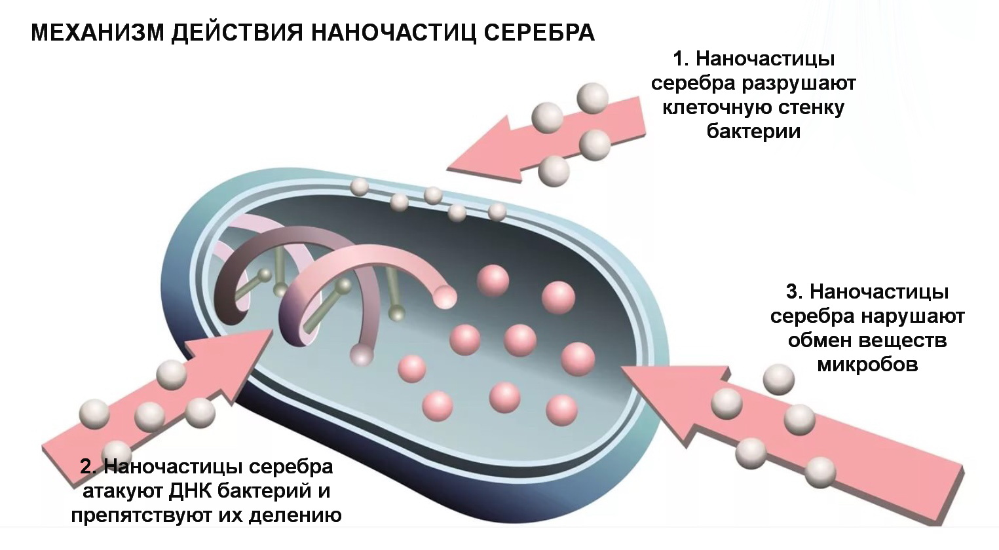 МЕХАНИЗМ ДЕЙСТВИЯ НАНОЧАСТИЦ СЕРЕБРА
1. Наночастицы
серебра разрушают
клеточную стенку
бактерии
2. Наночастицы серебра
атакуют ДНК бактерий и
препятствуют их делению
3. Наночастицы
серебра нарушают
обмен веществ
микробов